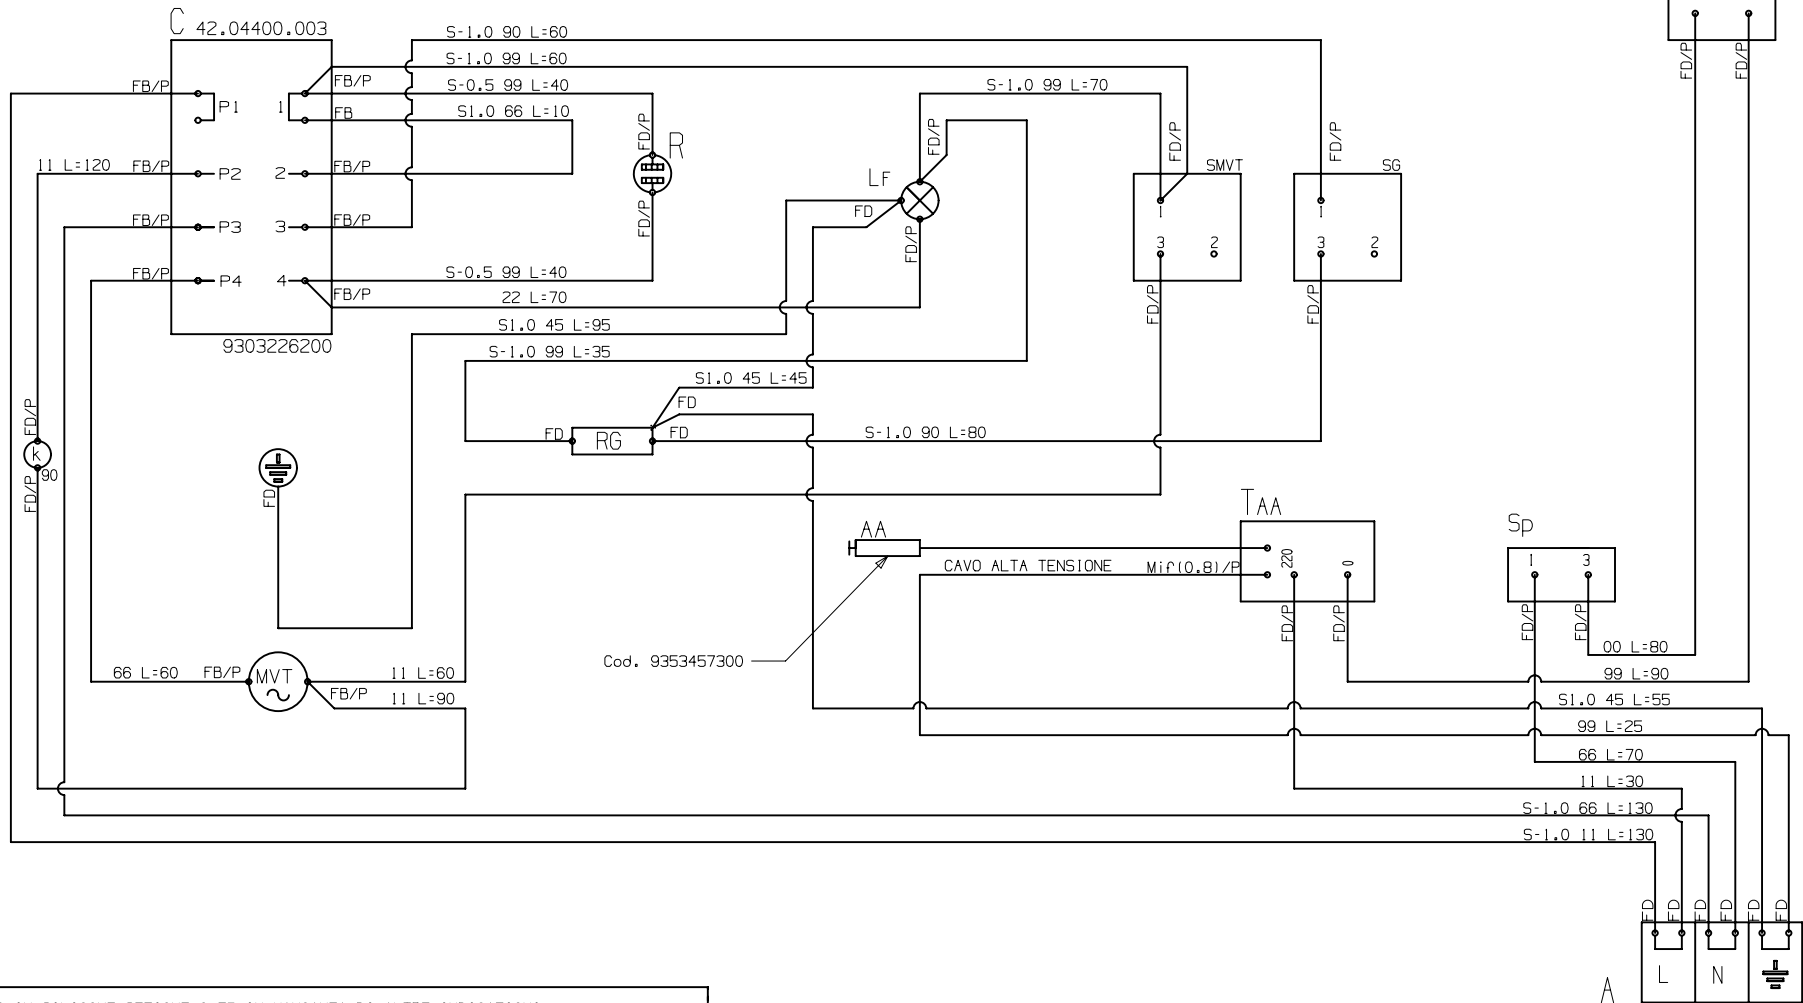 C 42.04400.003
S-1.0 90 L=60
S-1.0 99 L=60
FB/P
FB/P
S-0.5 99 L=40
S-1.0 99 L=70
FD/P
FD/P
P1
1
FB
S1.0 66 L=10
FD/P
R
FD/P
FD/P
FD/P
11 L=120
FB/P
P2
2
FB/P
LF
SMVT
SG
FB/P
P3
3
FB/P
FD/P
FD
1
1
FD/P
3
2
3
2
FB/P
P4
4
S-0.5 99 L=40
FB/P
22 L=70
FD/P
FD/P
9303226200
S1.0 45 L=95
S-1.0 99 L=35
S1.0 45 L=45
FD
FD/P
FD
RG
FD
S-1.0 90 L=80
k
90
FD/P
FD
TAA
AA
Sp
CAVO ALTA TENSIONE
Mif(0.8)/P
220
0
1
3
FD/P
FD/P
FD/P
FD/P
Cod. 9353457300
00 L=80
66 L=60
FB/P
MVT
11 L=60
99 L=90
FB/P
11 L=90
S1.0 45 L=55
99 L=25
66 L=70
11 L=30
S-1.0 66 L=130
S-1.0 11 L=130
FD
FD
FD
FD
FD
FD
A
L
N